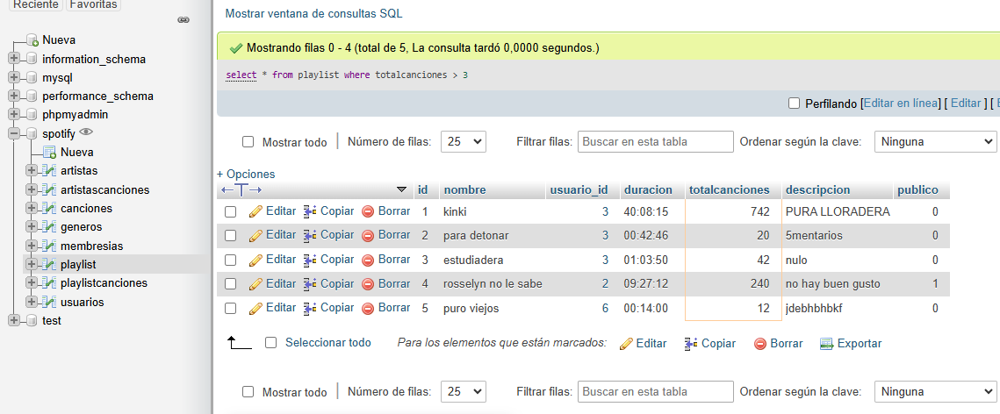 Reciente Favoritas
Nueva
information_schema
mysql
performance_schema
phpmyadmin
spotify
Nueva
artistas
artistascanciones
canciones
generos
membresias
playlist
playlistcanciones
usuarios
test
Mostrar ventana de consultas SQL
Mostrando filas 0 - 4 (total de 5, La consulta tardó 0,0000 segundos.)
select * from playlist where totalcanciones > 3
Perfilando [Editar en línea] [ Editar ] [
Mostrar todo | Número de filas: 25 Filtrar filas: Buscar en esta tabla Ordenar según la clave: Ninguna
+ Opciones
←T→ id nombre usuario_id duracion totalcanciones descripcion publico
Editar Copiar Borrar 1 kinki 3 40:08:15 742 PURA LLORADERA 0
Editar Copiar Borrar 2 para detonar 3 00:42:46 20 5mentarios 0
Editar Copiar Borrar 3 estudiadera 3 01:03:50 42 nulo 0
Editar Copiar Borrar 4 rosselyn no le sabe 2 09:27:12 240 no hay buen gusto 1
Editar Copiar Borrar 5 puro viejos 6 00:14:00 12 jdebhbhbkf 0
Seleccionar todo Para los elementos que están marcados: Editar Copiar Borrar Exportar
Mostrar todo | Número de filas: 25 Filtrar filas: Buscar en esta tabla Ordenar según la clave: Ninguna